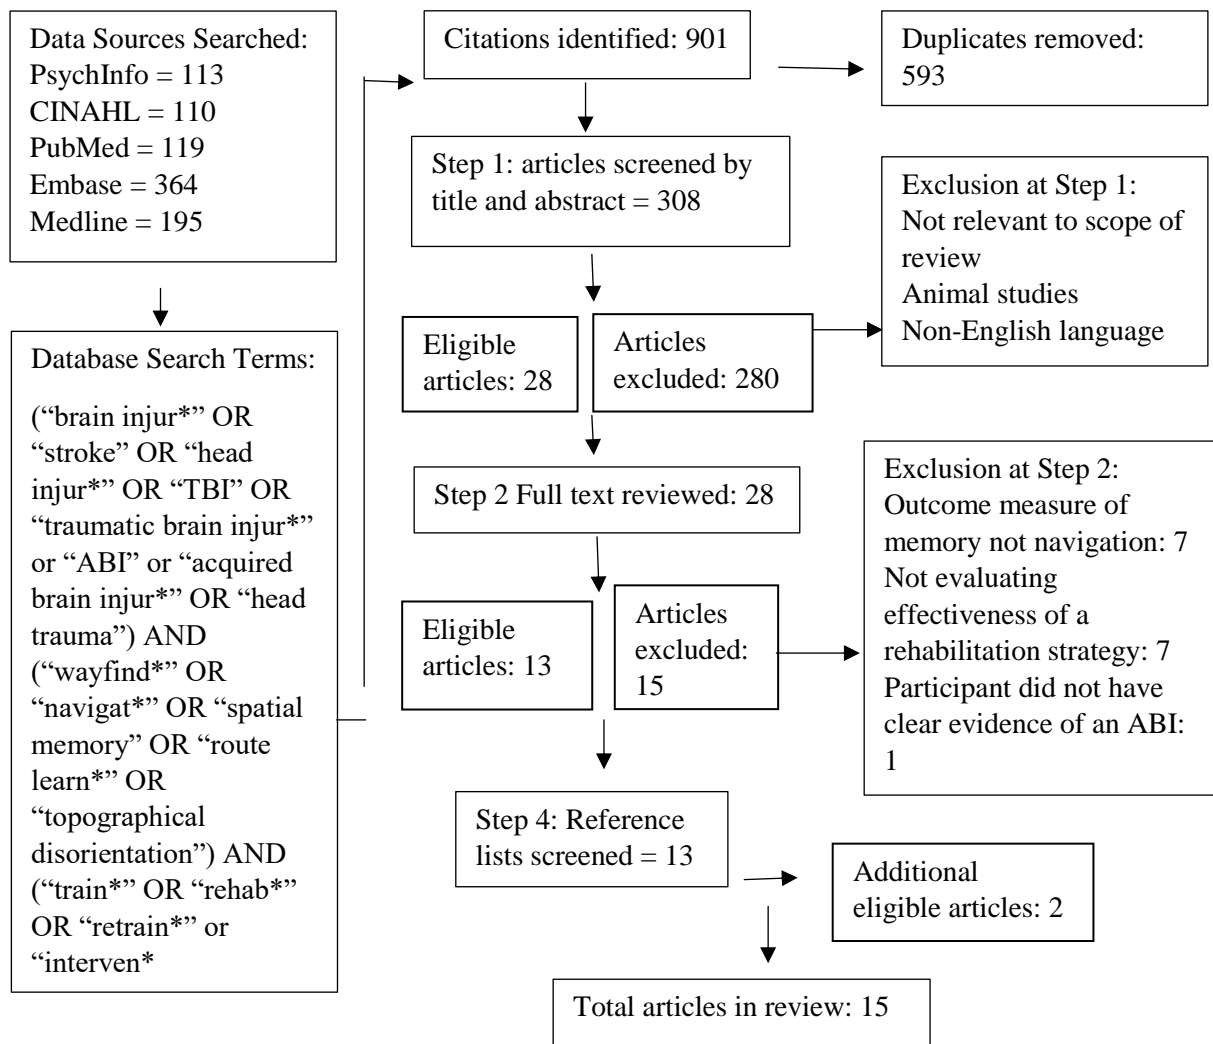 Data Sources Searched:
PsychInfo = 113
CINAHL = 110
PubMed = 119
Embase = 364
Medline = 195
Database Search Terms:
(“brain injur*” OR
“stroke” OR “head
injur*” OR “TBI” OR
“traumatic brain injur*”
or “ABI” or “acquired
brain injur*” OR “head
trauma”) AND
(“wayfind*” OR
“navigat*” OR “spatial
memory” OR “route
learn*” OR
“topographical
disorientation”) AND
(“train*” OR “rehab*”
OR “retrain*” or
“interven*
Citations identified: 901
Duplicates removed:
593
Step 1: articles screened by
title and abstract = 308
Exclusion at Step 1:
Not relevant to scope of
review
Animal studies
Non-English language
Eligible
articles: 28
Articles
excluded: 280
Step 2 Full text reviewed: 28
Exclusion at Step 2:
Outcome measure of
memory not navigation: 7
Not evaluating
effectiveness of a
rehabilitation strategy: 7
Participant did not have
clear evidence of an ABI:
1
Eligible
articles: 13
Articles
excluded:
15
Step 4: Reference
lists screened = 13
Additional
eligible articles: 2
Total articles in review: 15